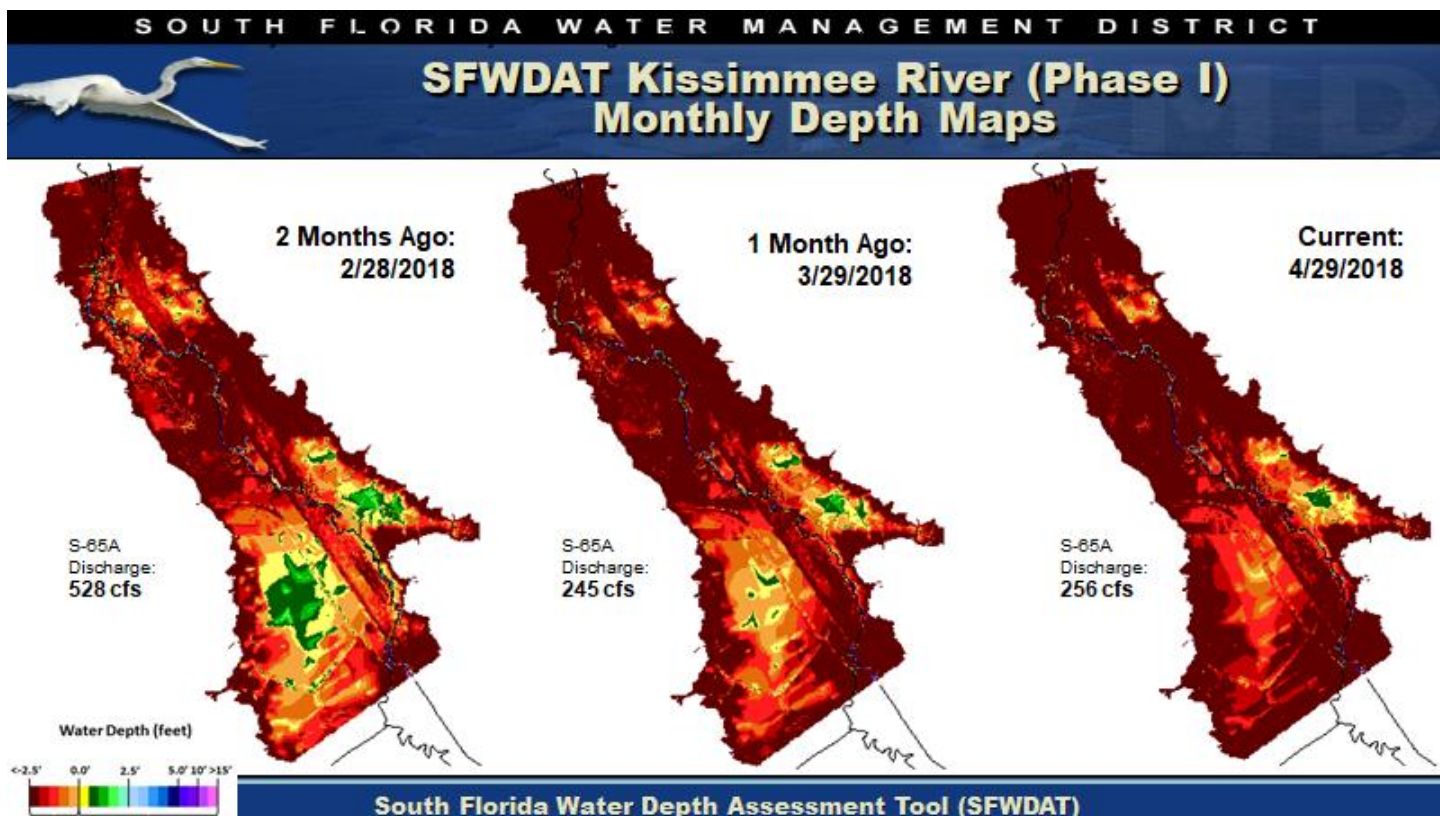 SOUTH FLORIDA WATER MANAGEMENT DISTRICT
SFWDAT Kissimmee River (Phase I)
Monthly Depth Maps
2 Months Ago:
2/28/2018
1 Month Ago:
3/29/2018
Current:
4/29/2018
S-65A
Discharge:
528 cfs
S-65A
Discharge:
245 cfs
S-65A
Discharge:
256 cfs
Water Depth (feet)
<-2.5' 0.0' 2.5' 5.0' 10' >15'
South Florida Water Depth Assessment Tool (SFWDAT)